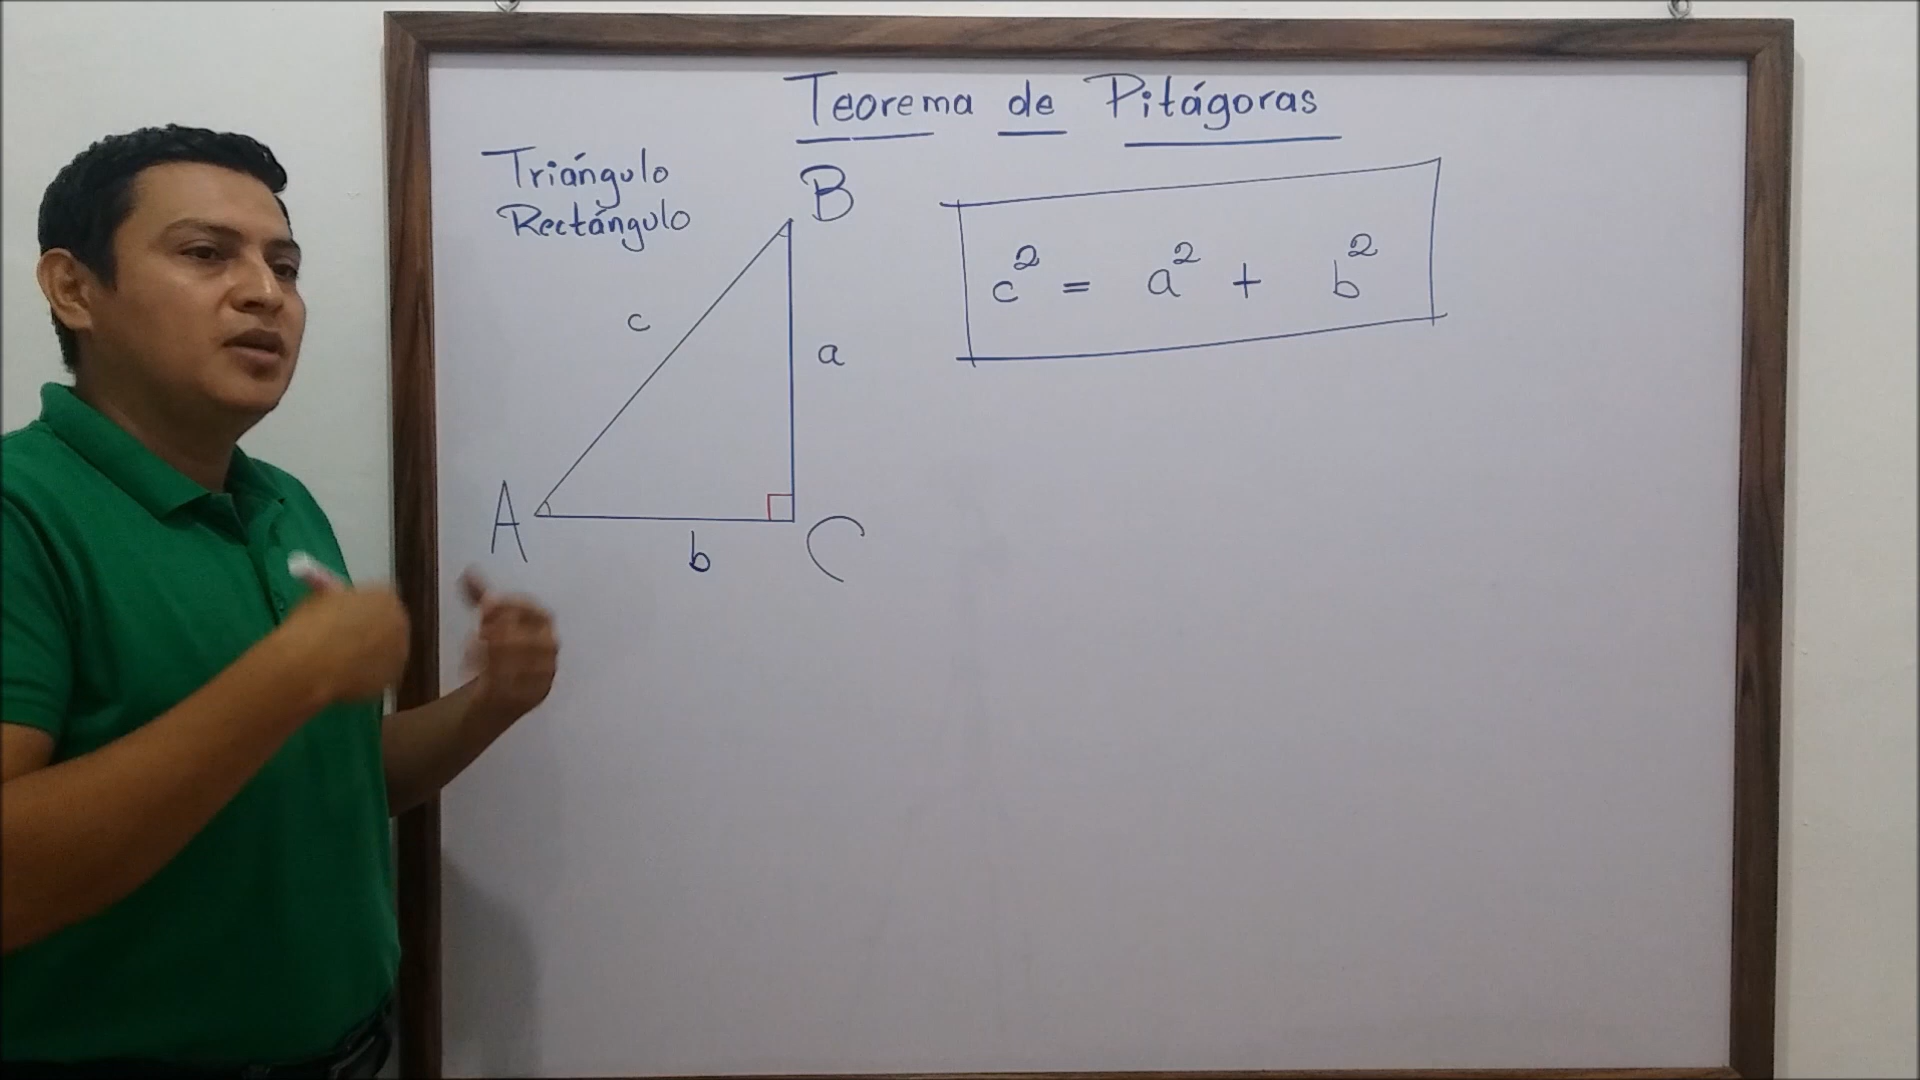 Teorema de Pitágoras
Triángulo
Rectángulo
B
c² = a² + b²
c
a
A
b
C